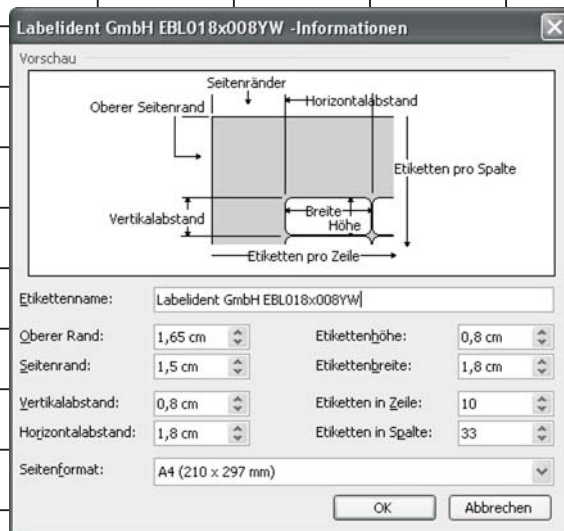 Labelident GmbH EBL018x008YW -Informationen
Vorschau
Seitenränder
Oberer Seitenrand
Horizontalabstand
Etiketten pro Spalte
Vertikalabstand
Breite
Höhe
Etiketten pro Zeile
Etikettenname: Labelident GmbH EBL018x008YW
Oberer Rand: 1,65 cm Etikettenhöhe: 0,8 cm
Seitenrand: 1,5 cm Etikettenbreite: 1,8 cm
Vertikalabstand: 0,8 cm Etiketten in Zeile: 10
Horizontalabstand: 1,8 cm Etiketten in Spalte: 33
Seitenformat: A4 (210 x 297 mm)
OK Abbrechen